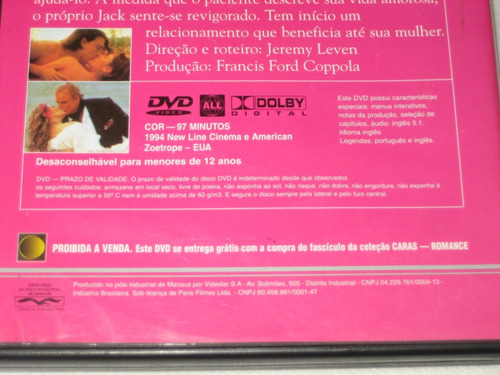 ajudá-lo. À medida que o paciente descreve sua vida amorosa,
o próprio Jack sente-se revigorado. Tem início um
relacionamento que beneficia até sua mulher.
Direção e roteiro: Jeremy Leven
Produção: Francis Ford Coppola
DVD
VIDEO
ALL
DOLBY
DIGITAL
COR — 97 MINUTOS
1994 New Line Cinema e American
Zoetrope – EUA
Este DVD possui características
especiais: menus interativos,
notas da produção, seleção de
capítulos, áudio: inglês 5.1.
Idioma inglês
Legendas: português e inglês.
Desaconselhável para menores de 12 anos
DVD — PRAZO DE VALIDADE. O prazo de validade do disco DVD é indeterminado desde que observados
os seguintes cuidados: armazene em local seco, livre de poeira, não exponha ao sol, não risque, não dobre, não engordure, não exponha à
temperatura superior a 55º C nem à umidade acima de 60 gr/m3. E segure o disco sempre pela lateral e pelo furo central.
PROIBIDA A VENDA. Este DVD se entrega grátis com a compra do fascículo da coleção CARAS — ROMANCE
Produzido no pólo industrial de Manaus por Videolar S.A - Av. Solimões, 505 - Distrito Industrial - CNPJ 04.229.761/0004-13 -
Indústria Brasileira. Sob licença de Paris Filmes Ltda. - CNPJ 60.458.981/0001-47